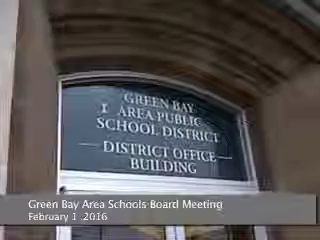 GREEN BAY
AREA PUBLIC
SCHOOL DISTRICT
DISTRICT OFFICE
BUILDING
Green Bay Area Schools Board Meeting
February 1 ,2016